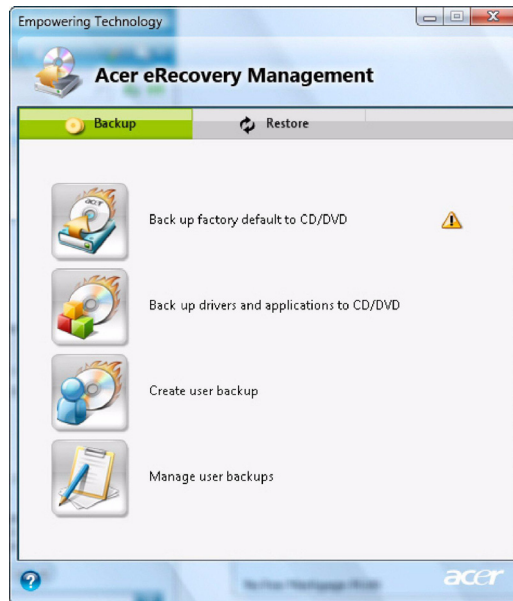 Empowering Technology
Acer eRecovery Management
Backup
Restore
Back up factory default to CD/DVD
Back up drivers and applications to CD/DVD
Create user backup
Manage user backups
acer